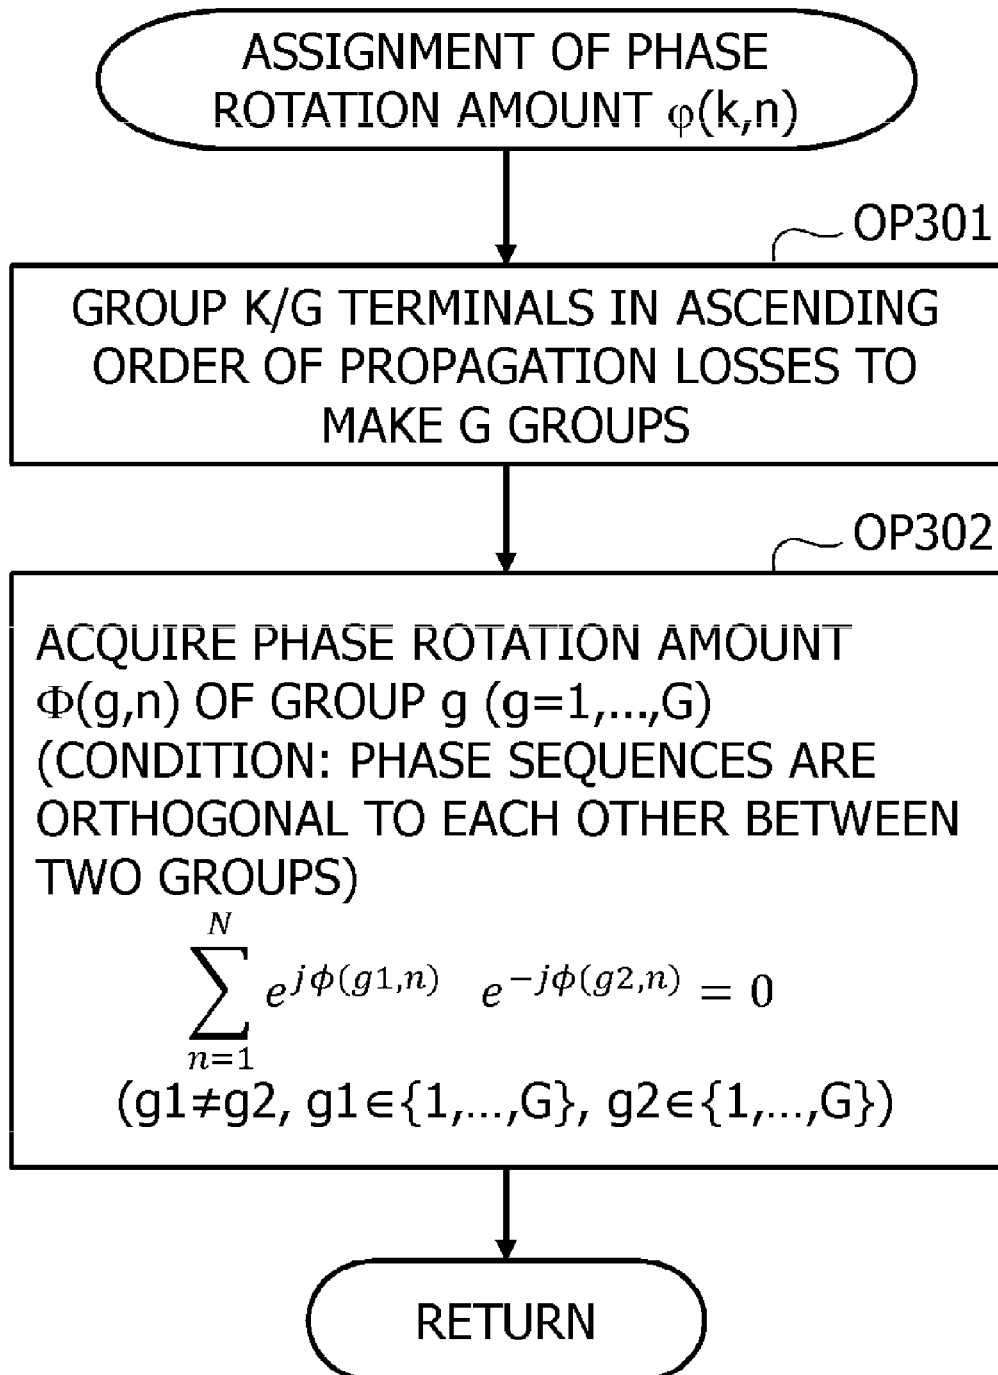 ASSIGNMENT OF PHASE
ROTATION AMOUNT φ(k,n)
OP301
GROUP K/G TERMINALS IN ASCENDING
ORDER OF PROPAGATION LOSSES TO
MAKE G GROUPS
OP302
ACQUIRE PHASE ROTATION AMOUNT
Φ(g,n) OF GROUP g (g=1,...,G)
(CONDITION: PHASE SEQUENCES ARE
ORTHOGONAL TO EACH OTHER BETWEEN
TWO GROUPS)
∑_{n=1}^{N} e^{jϕ(g1,n)} e^{−jϕ(g2,n)} = 0
(g1≠g2, g1∈{1,...,G}, g2∈{1,...,G})
RETURN